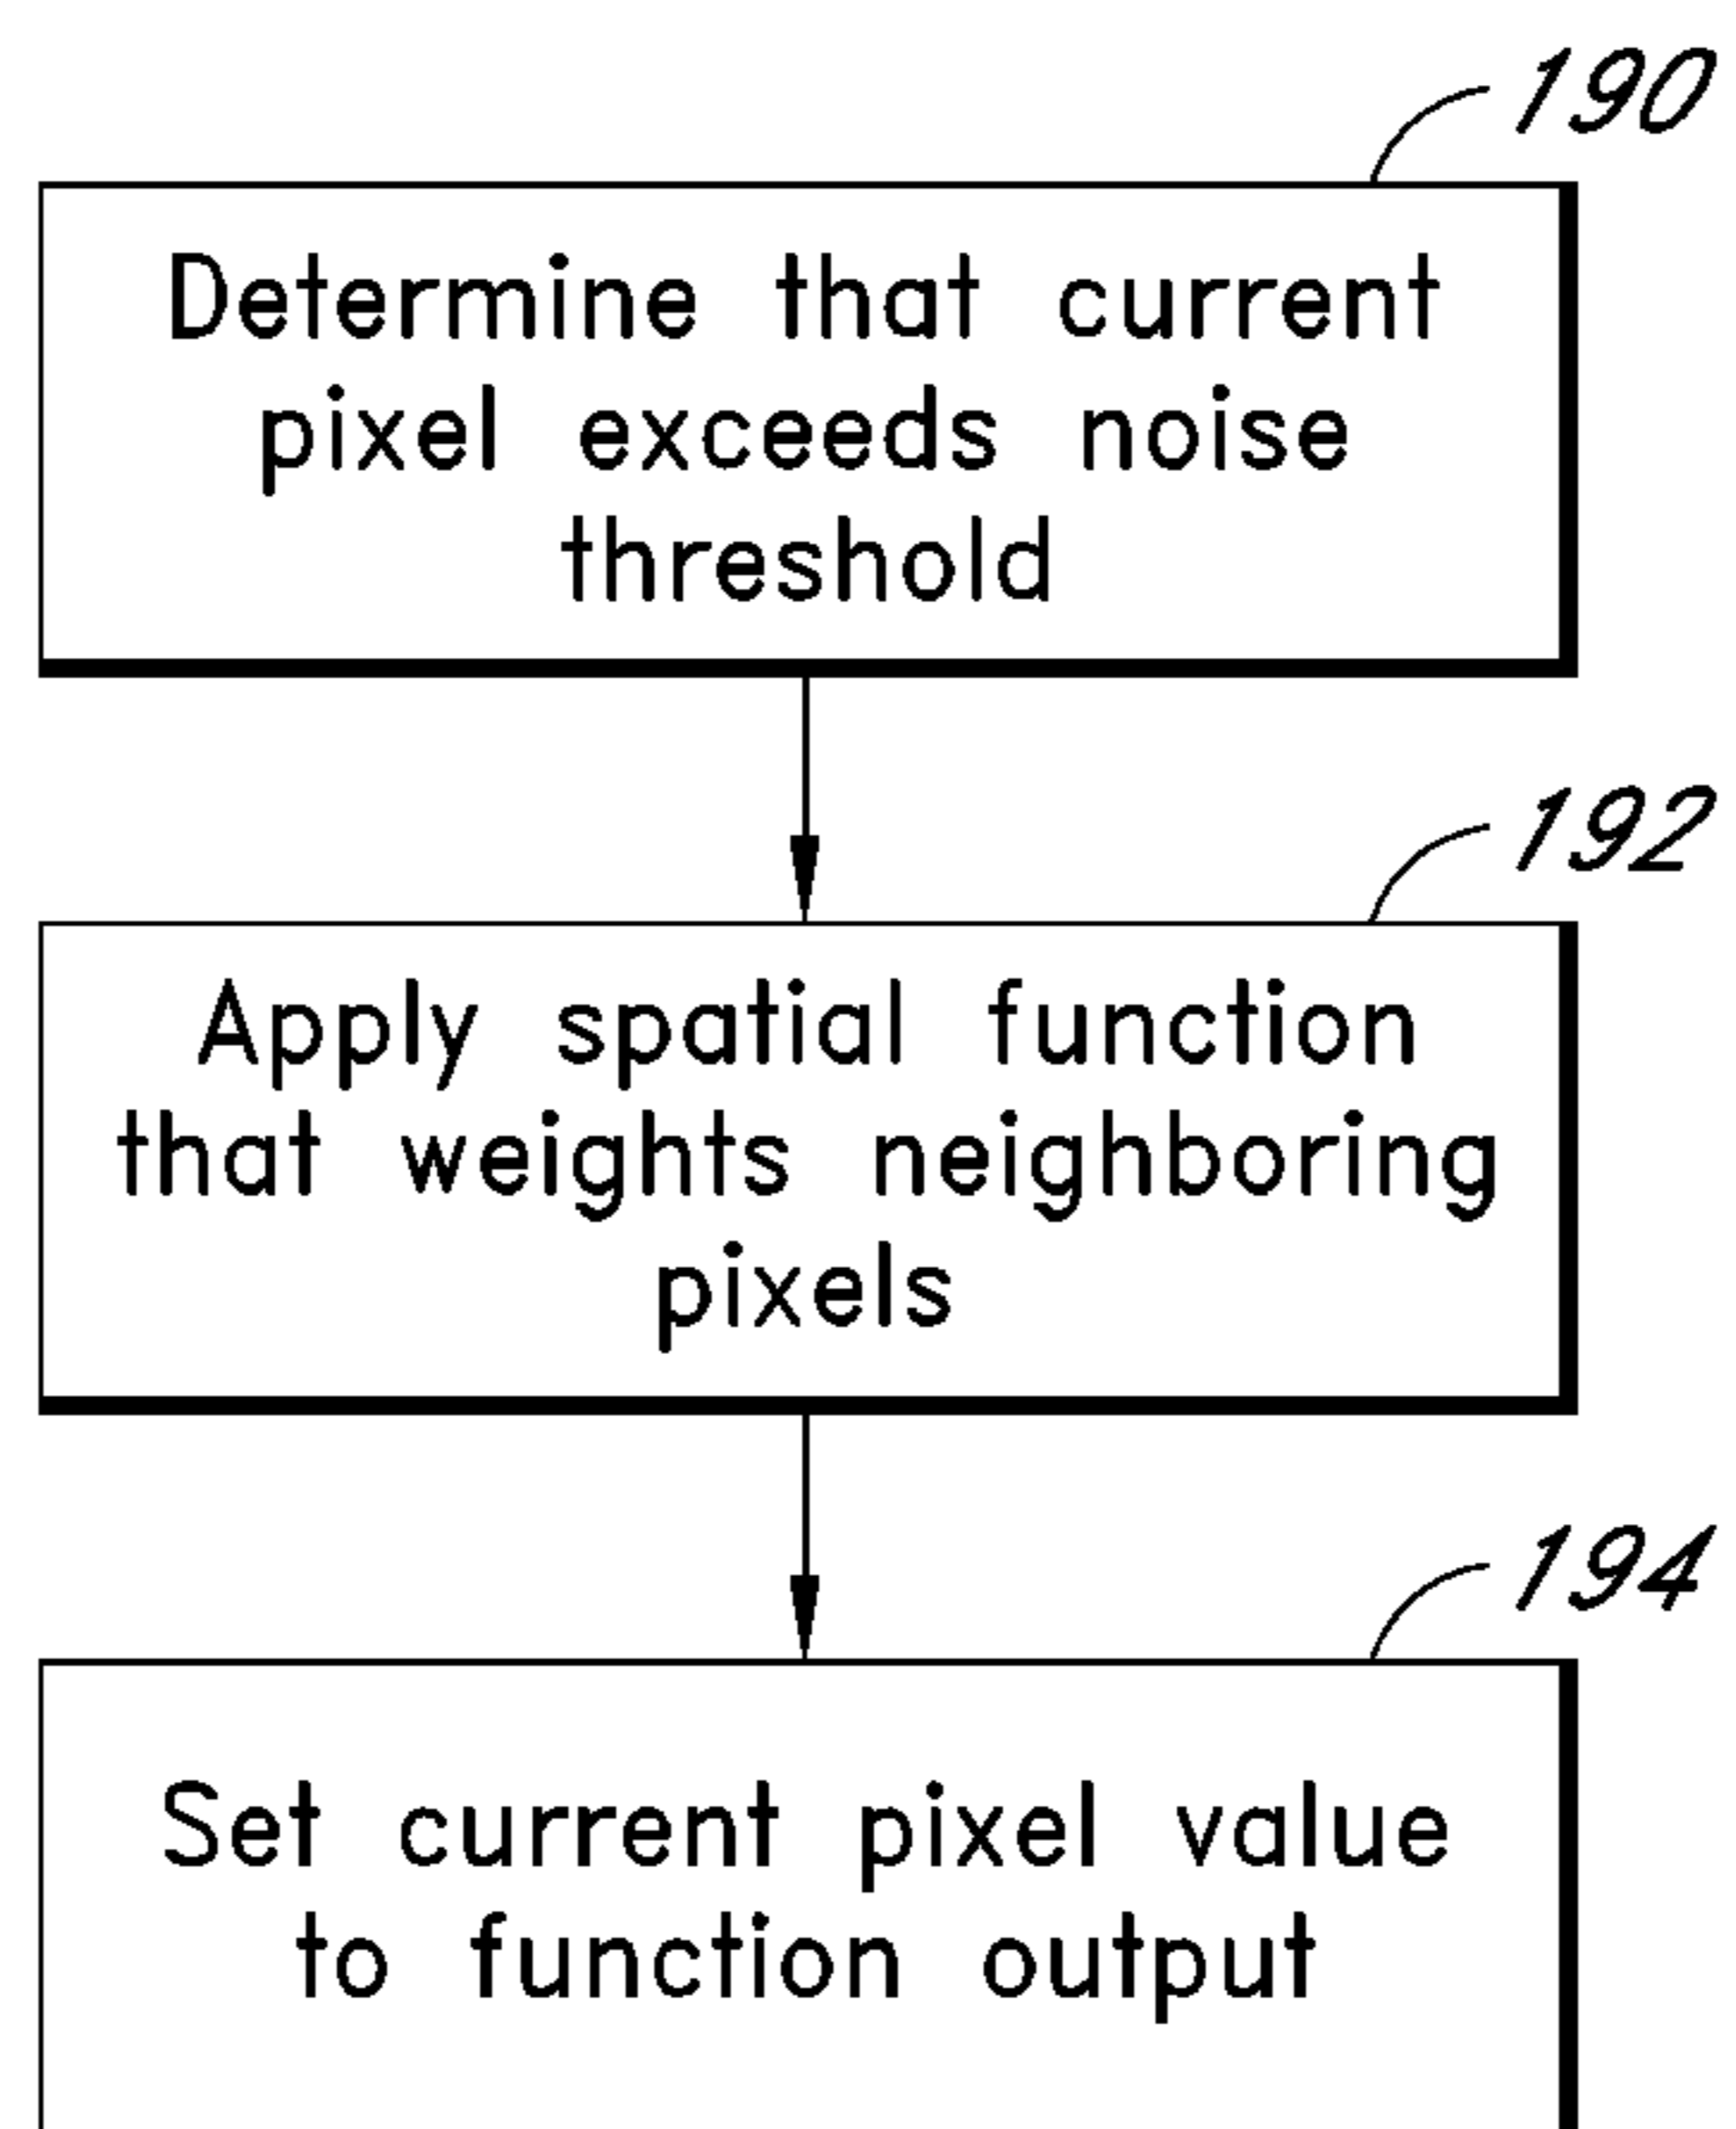 190
Determine that current
pixel exceeds noise
threshold
192
Apply spatial function
that weights neighboring
pixels
194
Set current pixel value
to function output